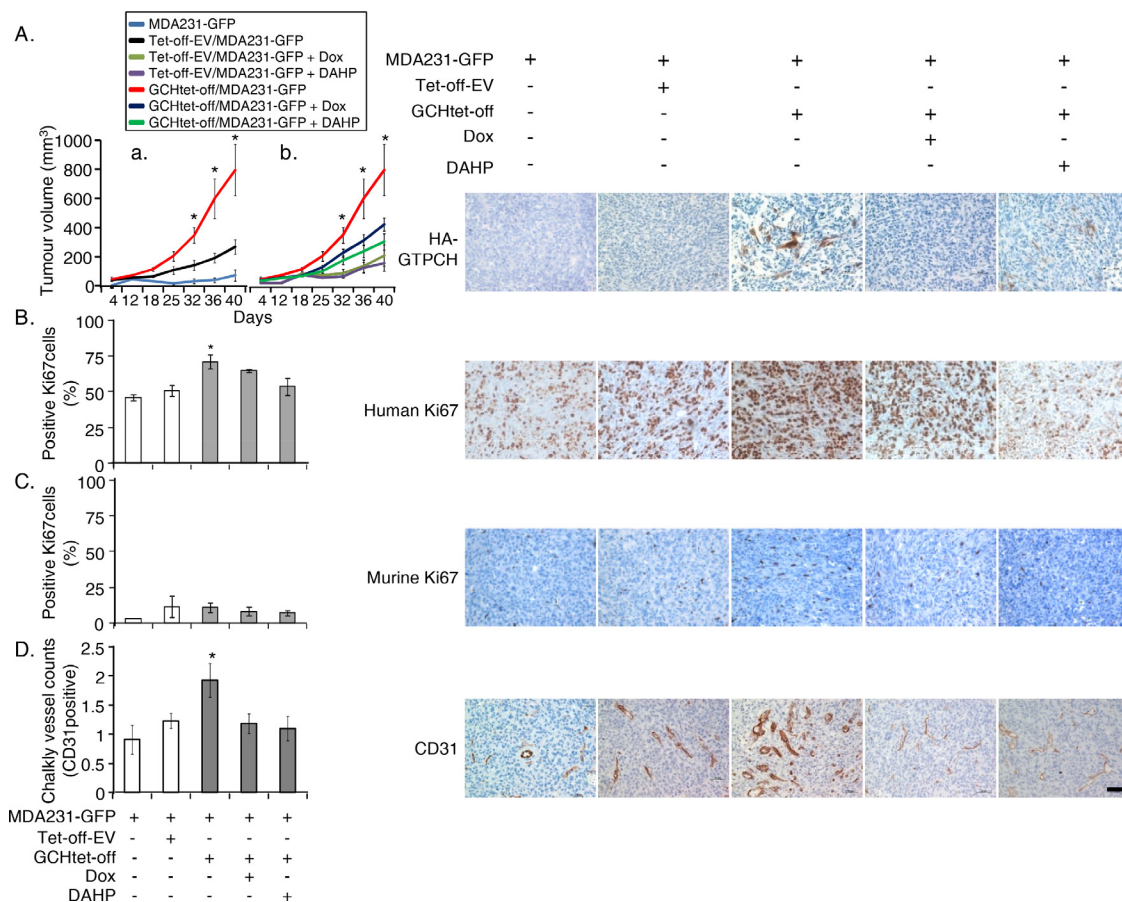 A.
MDA231-GFP
Tet-off-EV/MDA231-GFP
Tet-off-EV/MDA231-GFP + Dox
Tet-off-EV/MDA231-GFP + DAHP
GCHtet-off/MDA231-GFP
GCHtet-off/MDA231-GFP + Dox
GCHtet-off/MDA231-GFP + DAHP
a. b.
Tumour volume (mm³)
1000
800
600
400
200
0
* * *
* * *
4 12 18 25 32 36 40 4 12 18 25 32 36 40
Days
MDA231-GFP + + + + +
Tet-off-EV - + - - -
GCHtet-off - - + + +
Dox - - - + -
DAHP - - - - +
HA-
GTPCH
B.
Positive Ki67cells
(%)
100
75
50
25
0
*
Human Ki67
C.
Positive Ki67cells
(%)
100
75
50
25
0
Murine Ki67
D.
Chalkly vessel counts
(CD31positive)
2.5
2
1.5
1
0.5
0
*
CD31
MDA231-GFP + + + + +
Tet-off-EV - + - - -
GCHtet-off - - + + +
Dox - - - + -
DAHP - - - - +